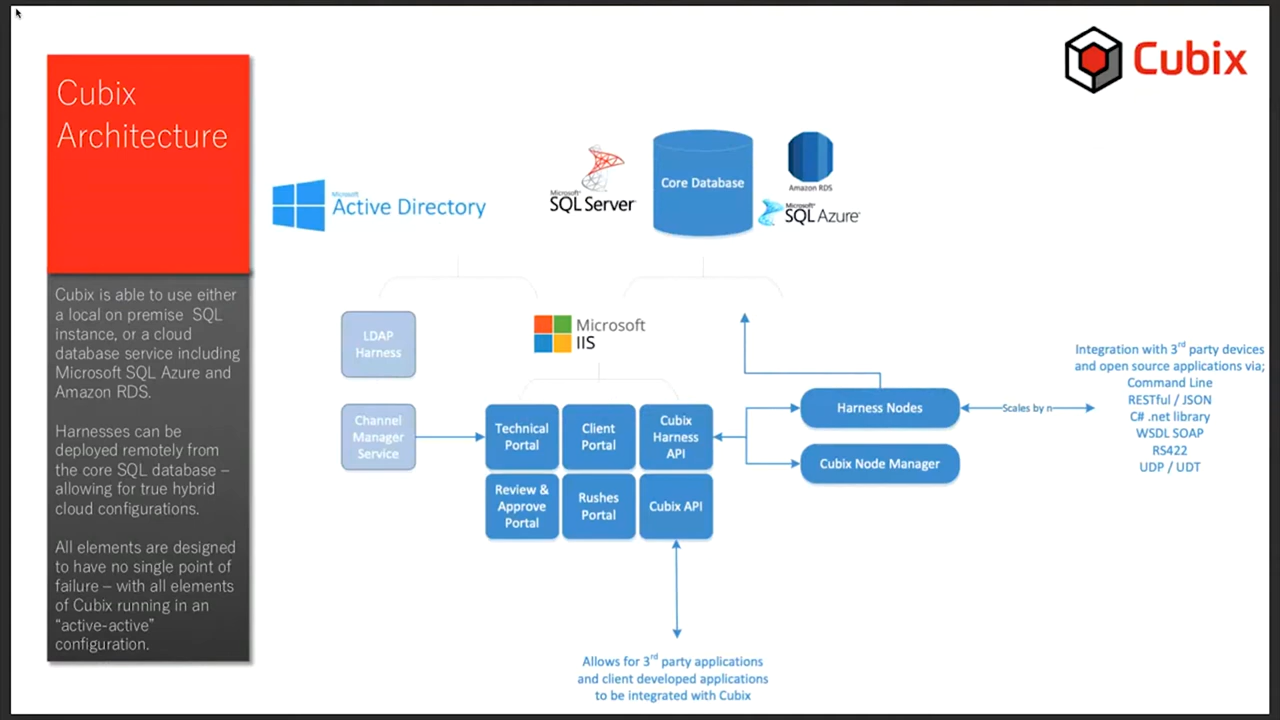 Cubix
Cubix
Architecture
Cubix is able to use either
a local on premise SQL
instance, or a cloud
database service including
Microsoft SQL Azure and
Amazon RDS.
Harnesses can be
deployed remotely from
the core SQL database –
allowing for true hybrid
cloud configurations.
All elements are designed
to have no single point of
failure – with all elements
of Cubix running in an
“active-active”
configuration.
Microsoft
Active Directory
Microsoft
SQL Server
Core Database
Amazon RDS
Microsoft
SQL Azure
LDAP
Harness
Microsoft
IIS
Channel
Manager
Service
Technical
Portal
Client
Portal
Cubix
Harness
API
Review &
Approve
Portal
Rushes
Portal
Cubix API
Harness Nodes
Cubix Node Manager
Scales by n
Integration with 3rd party devices
and open source applications via;
Command Line
RESTful / JSON
C# .net library
WSDL SOAP
RS422
UDP / UDT
Allows for 3rd party applications
and client developed applications
to be integrated with Cubix